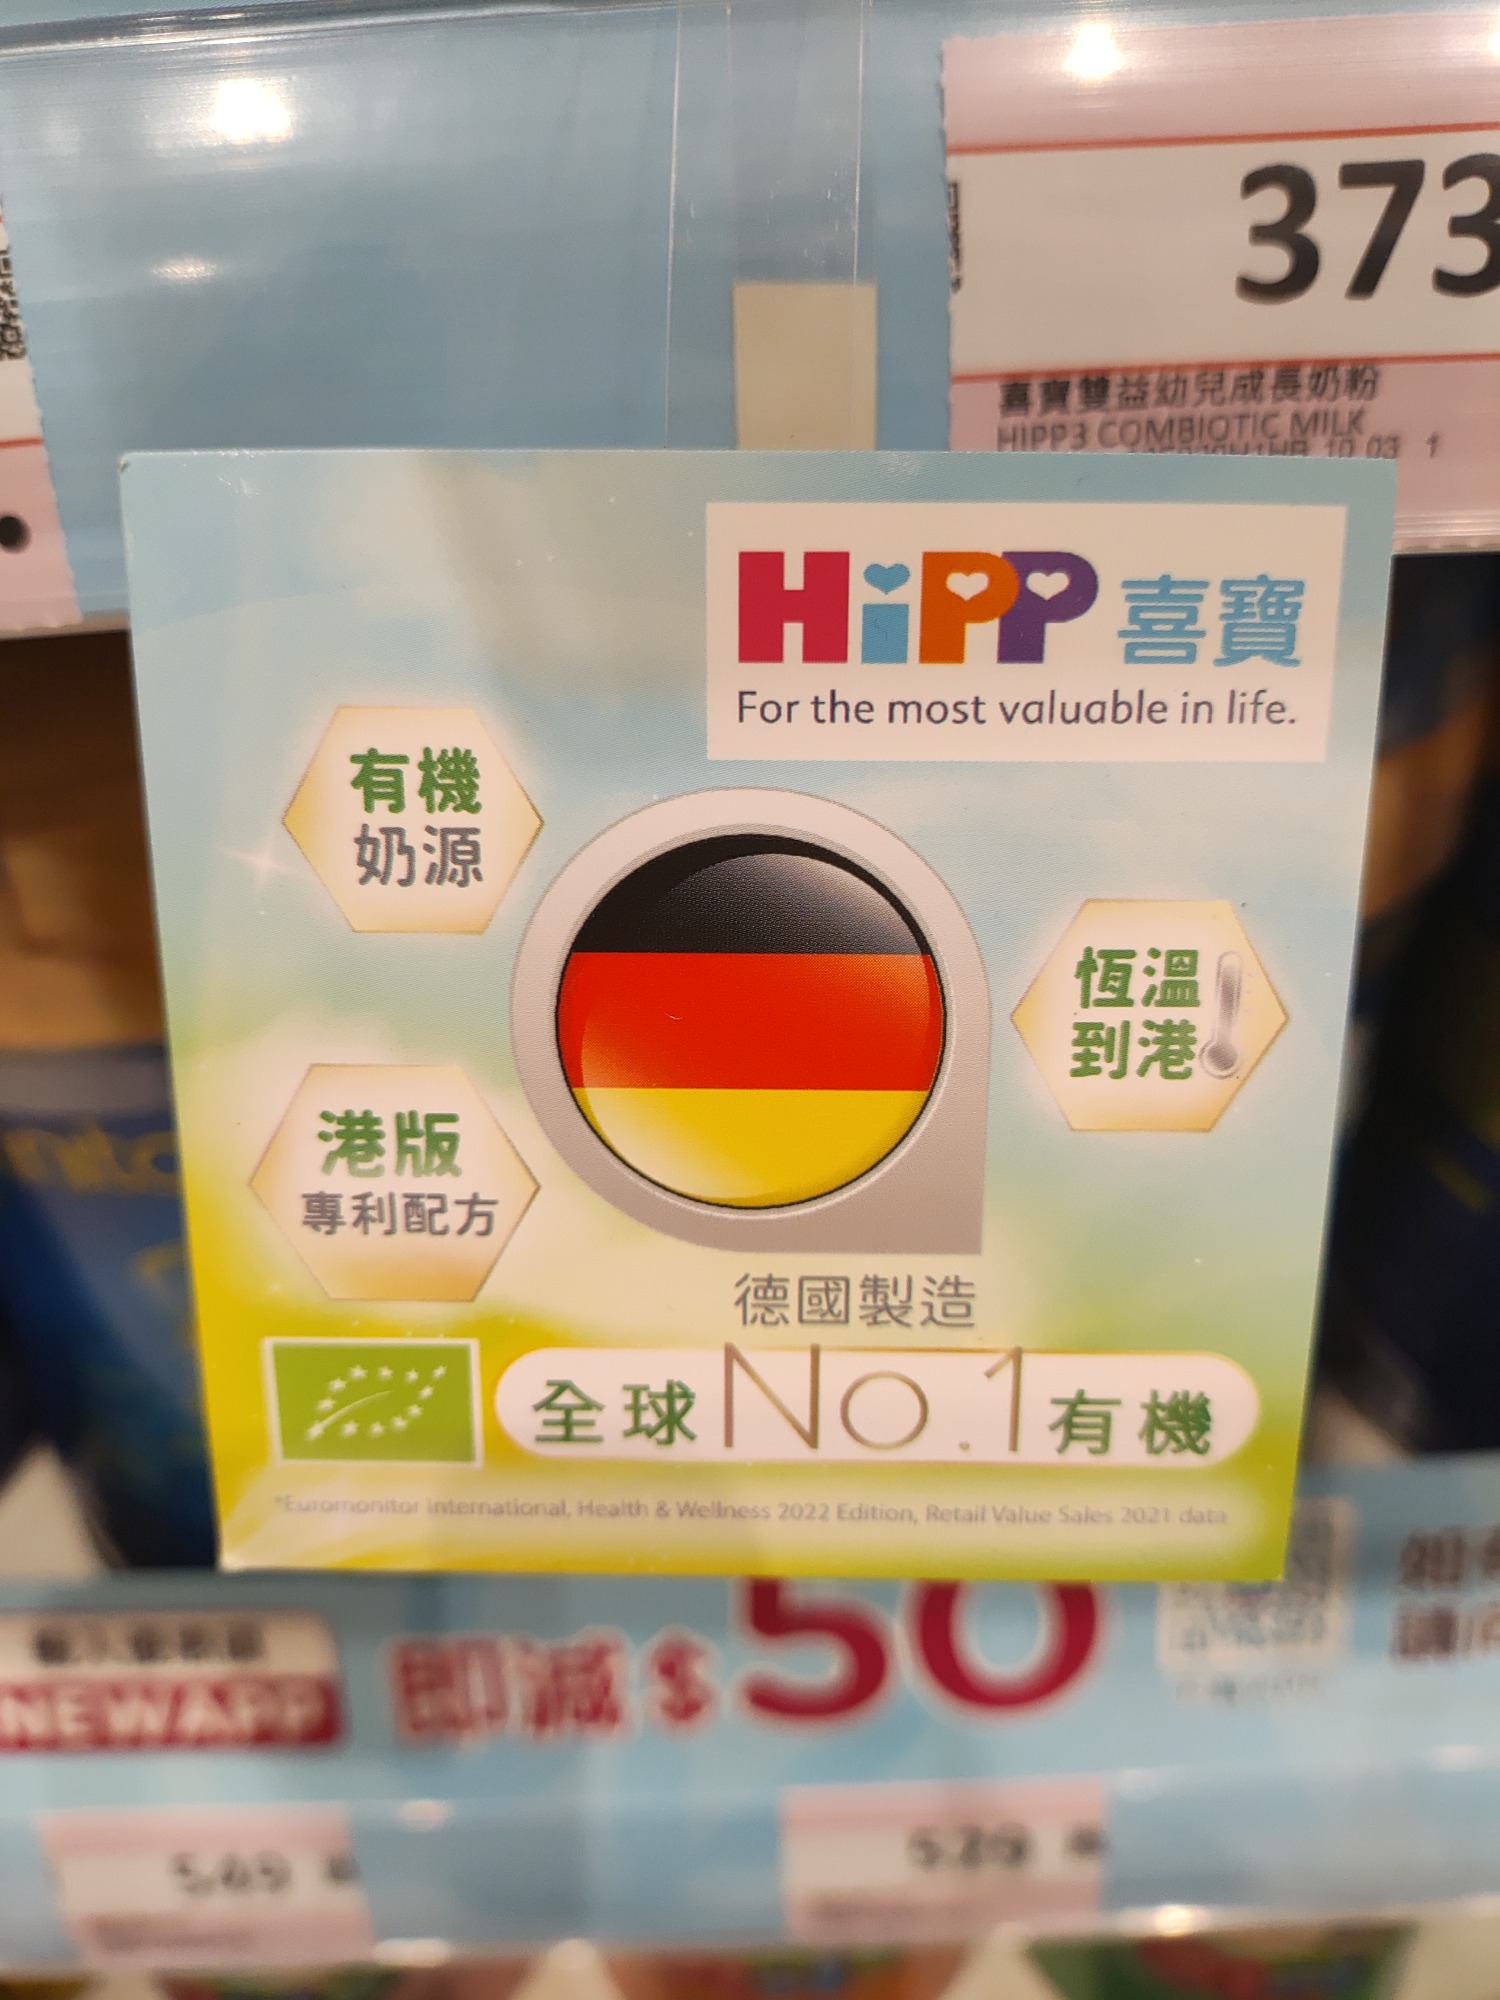 373
喜寶雙益幼兒成長奶粉
HIPP3 COMBIOTIC MILK
HiPP 喜寶
For the most valuable in life.
有機
奶源
恆溫
到港
港版
專利配方
德國製造
全球No.1有機
*Euromonitor International, Health & Wellness 2022 Edition, Retail Value Sales 2021 data
NEW APP
即減$50